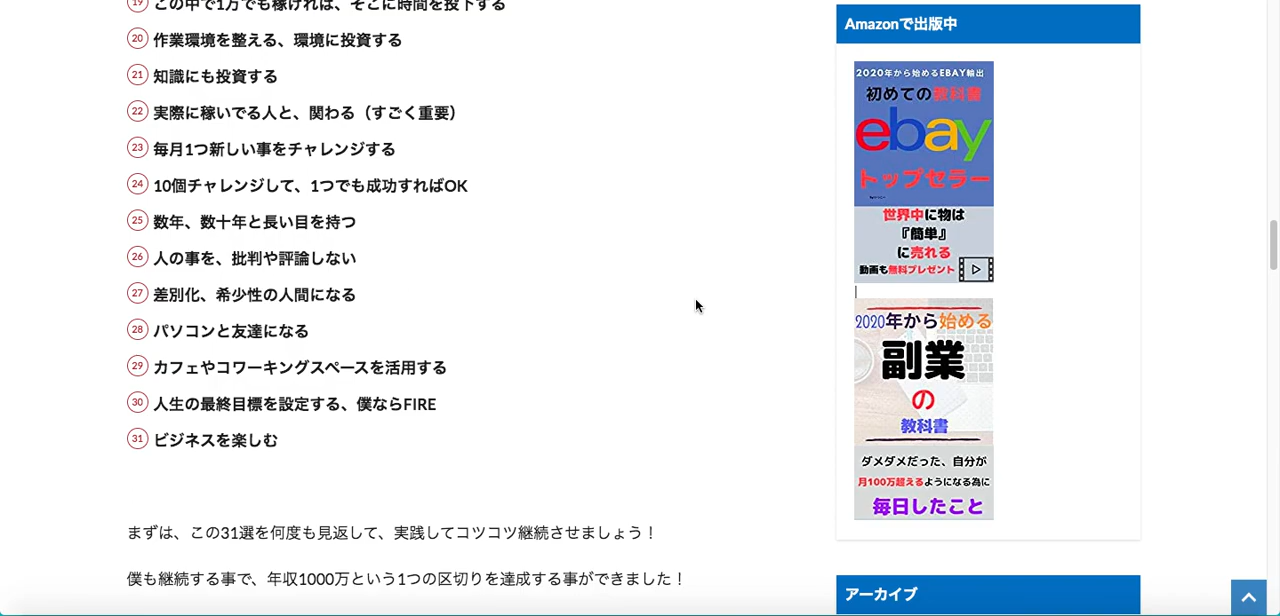 19 この中で1万でも稼げれば、そこに時間を投下する
20 作業環境を整える、環境に投資する
21 知識にも投資する
22 実際に稼いでる人と、関わる（すごく重要）
23 毎月1つ新しい事をチャレンジする
24 10個チャレンジして、1つでも成功すればOK
25 数年、数十年と長い目を持つ
26 人の事を、批判や評論しない
27 差別化、希少性の人間になる
28 パソコンと友達になる
29 カフェやコワーキングスペースを活用する
30 人生の最終目標を設定する、僕ならFIRE
31 ビジネスを楽しむ
まずは、この31選を何度も見返して、実践してコツコツ継続させましょう！
僕も継続する事で、年収1000万という1つの区切りを達成する事ができました！
Amazonで出版中
2020年から始めるEBAY輸出
初めての教科書
ebay
トップセラー
世界中に物は
『簡単』
に売れる
動画も無料プレゼント
2020年から始める
副業
の
教科書
ダメダメだった、自分が
月100万超えるようになる為に
毎日したこと
アーカイブ